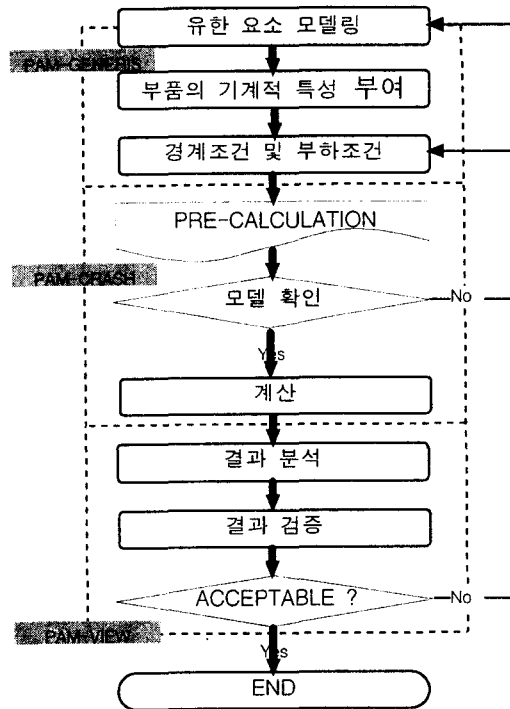 유한 요소 모델링
PAM-GENERIS
부품의 기계적 특성 부여
경계조건 및 부하조건
PRE-CALCULATION
PAM-CRASH
모델 확인
No
Yes
계산
결과 분석
결과 검증
ACCEPTABLE ?
No
PAM-VIEW
Yes
END